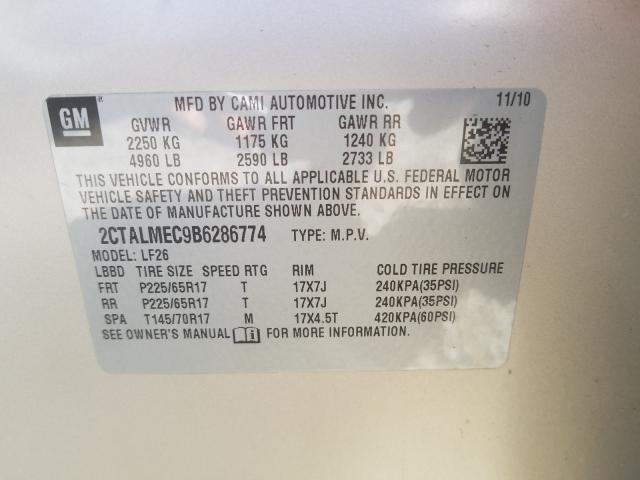 GM ® MFD BY CAMI AUTOMOTIVE INC. 11/10
GVWR GAWR FRT GAWR RR
2250 KG 1175 KG 1240 KG
4960 LB 2590 LB 2733 LB
THIS VEHICLE CONFORMS TO ALL APPLICABLE U.S. FEDERAL MOTOR
VEHICLE SAFETY AND THEFT PREVENTION STANDARDS IN EFFECT ON
THE DATE OF MANUFACTURE SHOWN ABOVE.
2CTALMEC9B6286774 TYPE: M.P.V.
MODEL: LF26
LBBD TIRE SIZE SPEED RTG RIM COLD TIRE PRESSURE
FRT P225/65R17 T 17X7J 240KPA(35PSI)
RR P225/65R17 T 17X7J 240KPA(35PSI)
SPA T145/70R17 M 17X4.5T 420KPA(60PSI)
SEE OWNER'S MANUAL FOR MORE INFORMATION.